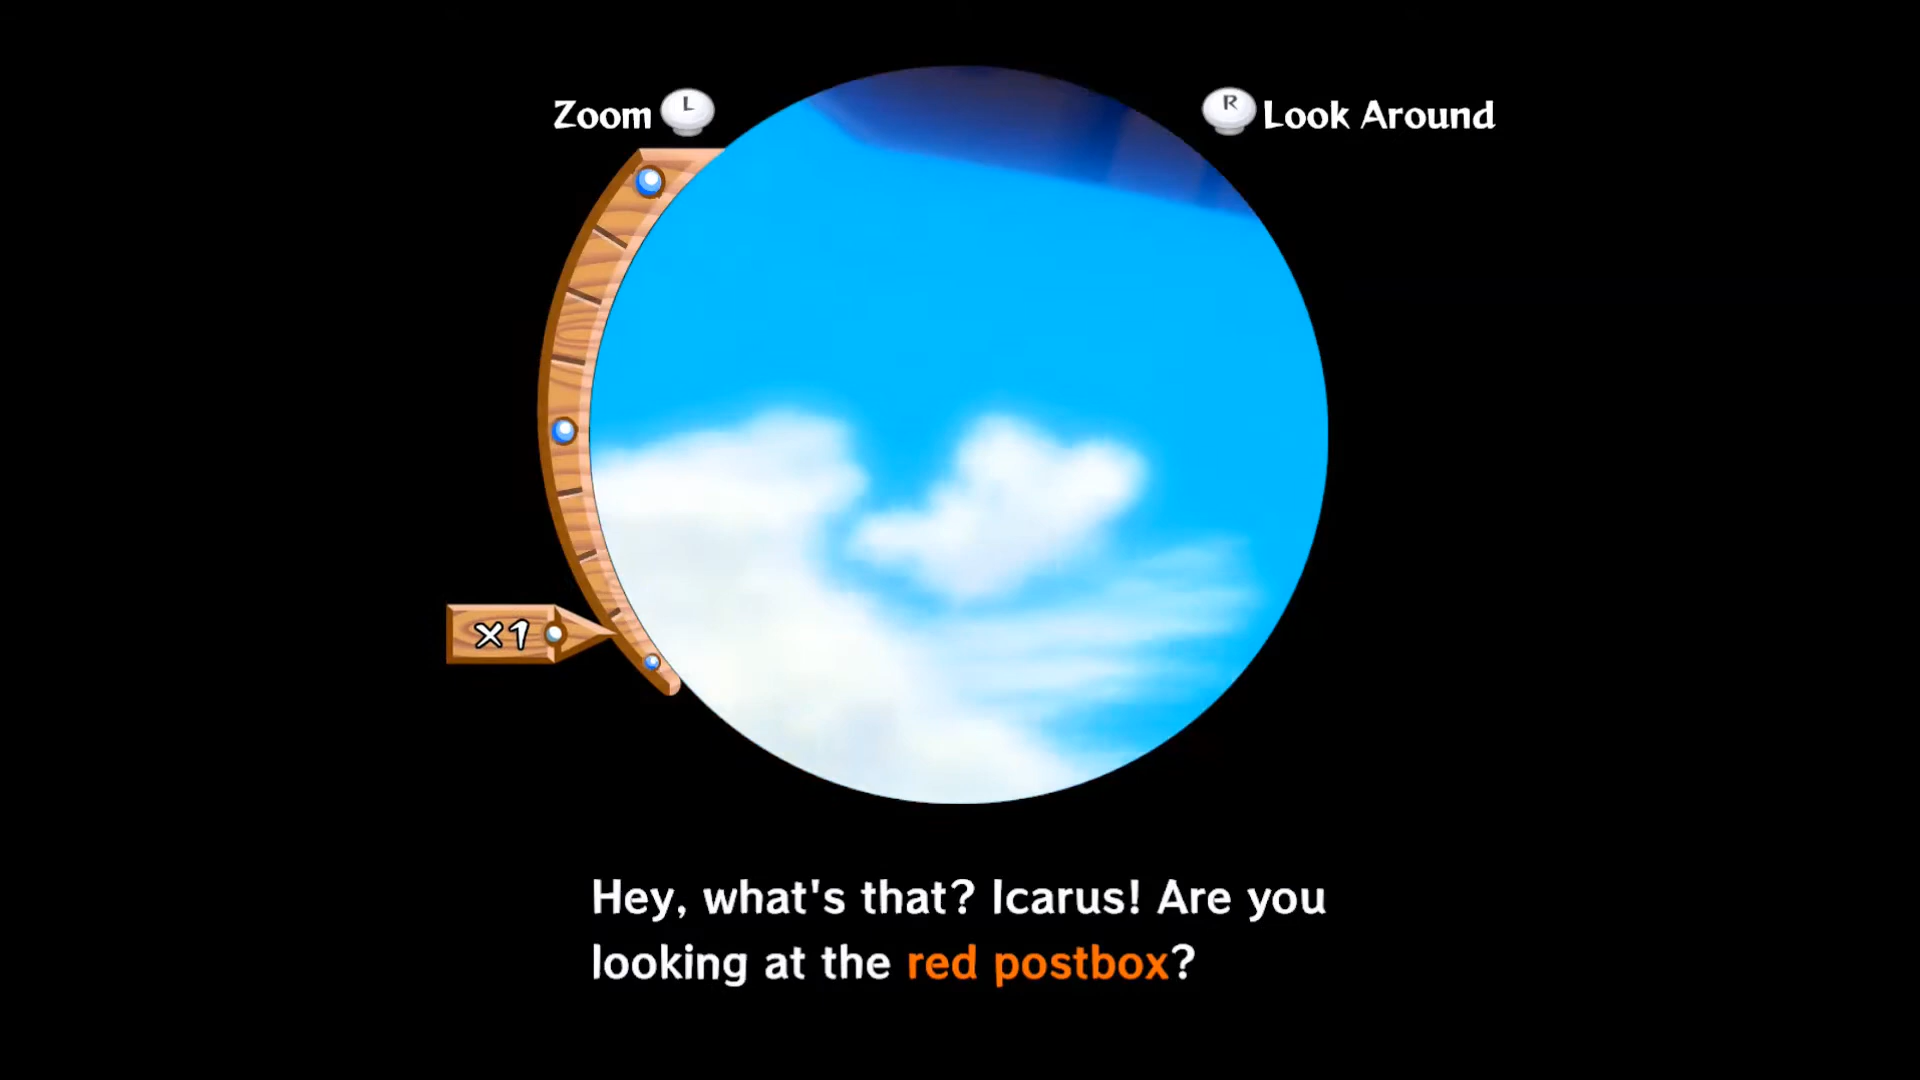 Zoom L
R Look Around
×1
Hey, what's that? Icarus! Are you
looking at the red postbox?